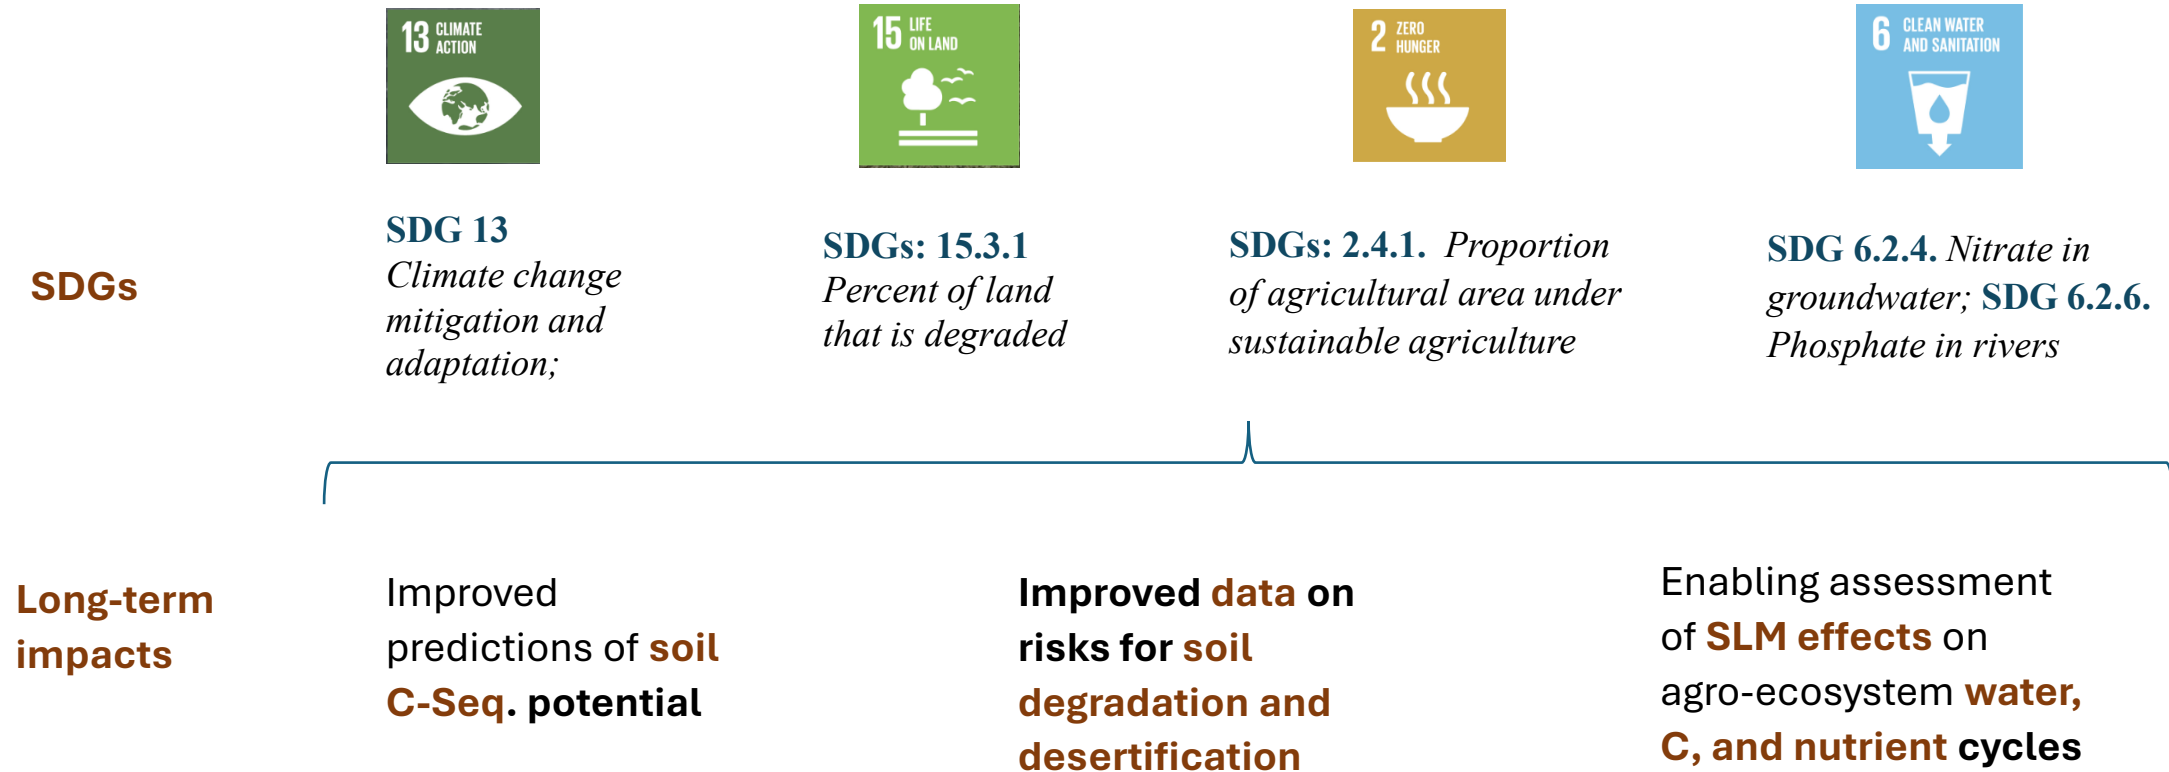 13 CLIMATE
ACTION
15 LIFE
ON LAND
2 ZERO
HUNGER
6 CLEAN WATER
AND SANITATION
SDGs
SDG 13
Climate change
mitigation and
adaptation;
SDGs: 15.3.1
Percent of land
that is degraded
SDGs: 2.4.1. Proportion
of agricultural area under
sustainable agriculture
SDG 6.2.4. Nitrate in
groundwater; SDG 6.2.6.
Phosphate in rivers
Long-term
impacts
Improved
predictions of soil
C-Seq. potential
Improved data on
risks for soil
degradation and
desertification
Enabling assessment
of SLM effects on
agro-ecosystem water,
C, and nutrient cycles